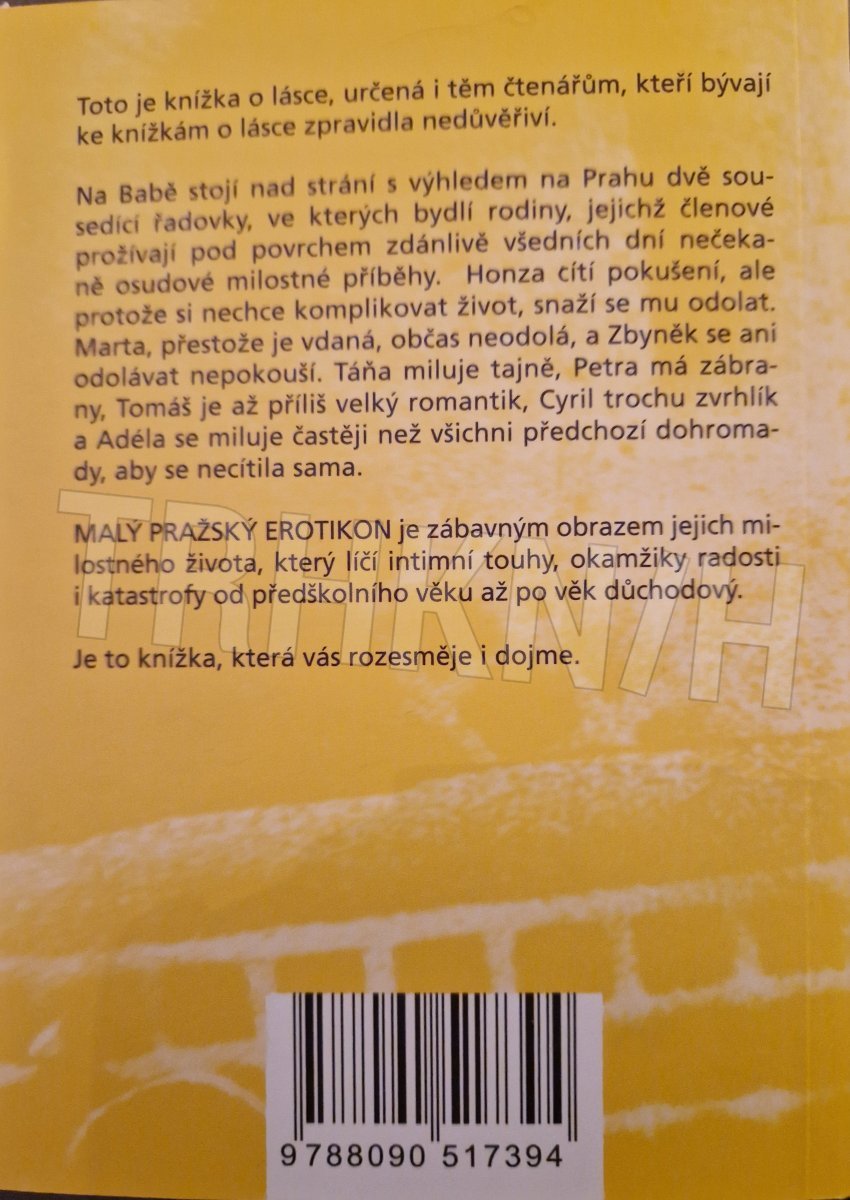 Toto je knížka o lásce, určená i těm čtenářům, kteří bývají
ke knížkám o lásce zpravidla nedůvěřiví.
Na Babě stojí nad strání s výhledem na Prahu dvě sou-
sedící řadovky, ve kterých bydlí rodiny, jejichž členové
prožívají pod povrchem zdánlivě všedních dní nečeka-
ně osudové milostné příběhy. Honza cítí pokušení, ale
protože si nechce komplikovat život, snaží se mu odolat.
Marta, přestože je vdaná, občas neodolá, a Zbyněk se ani
odolávat nepokouší. Táňa miluje tajně, Petra má zábra-
ny, Tomáš je až příliš velký romantik, Cyril trochu zvrhlík
a Adéla se miluje častěji než všichni předchozí dohroma-
dy, aby se necítila sama.
MALÝ PRAŽSKÝ EROTIKON je zábavným obrazem jejich mi-
lostného života, který líčí intimní touhy, okamžiky radosti
i katastrofy od předškolního věku až po věk důchodový.
Je to knížka, která vás rozesměje i dojme.
TRHKNIH
9 788090 517394